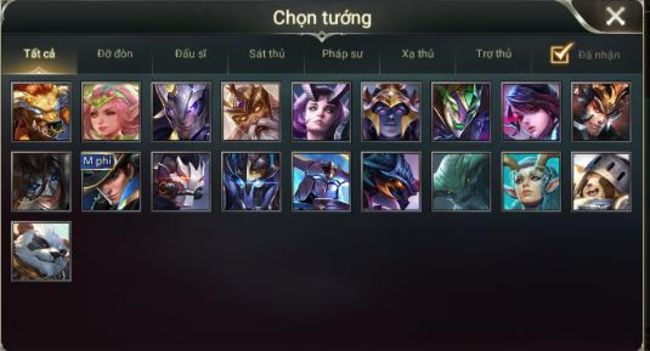 Chọn tướng
Tất cả Đỡ đòn Đấu sĩ Sát thủ Pháp sư Xạ thủ Trợ thủ Đã nhận
M phí